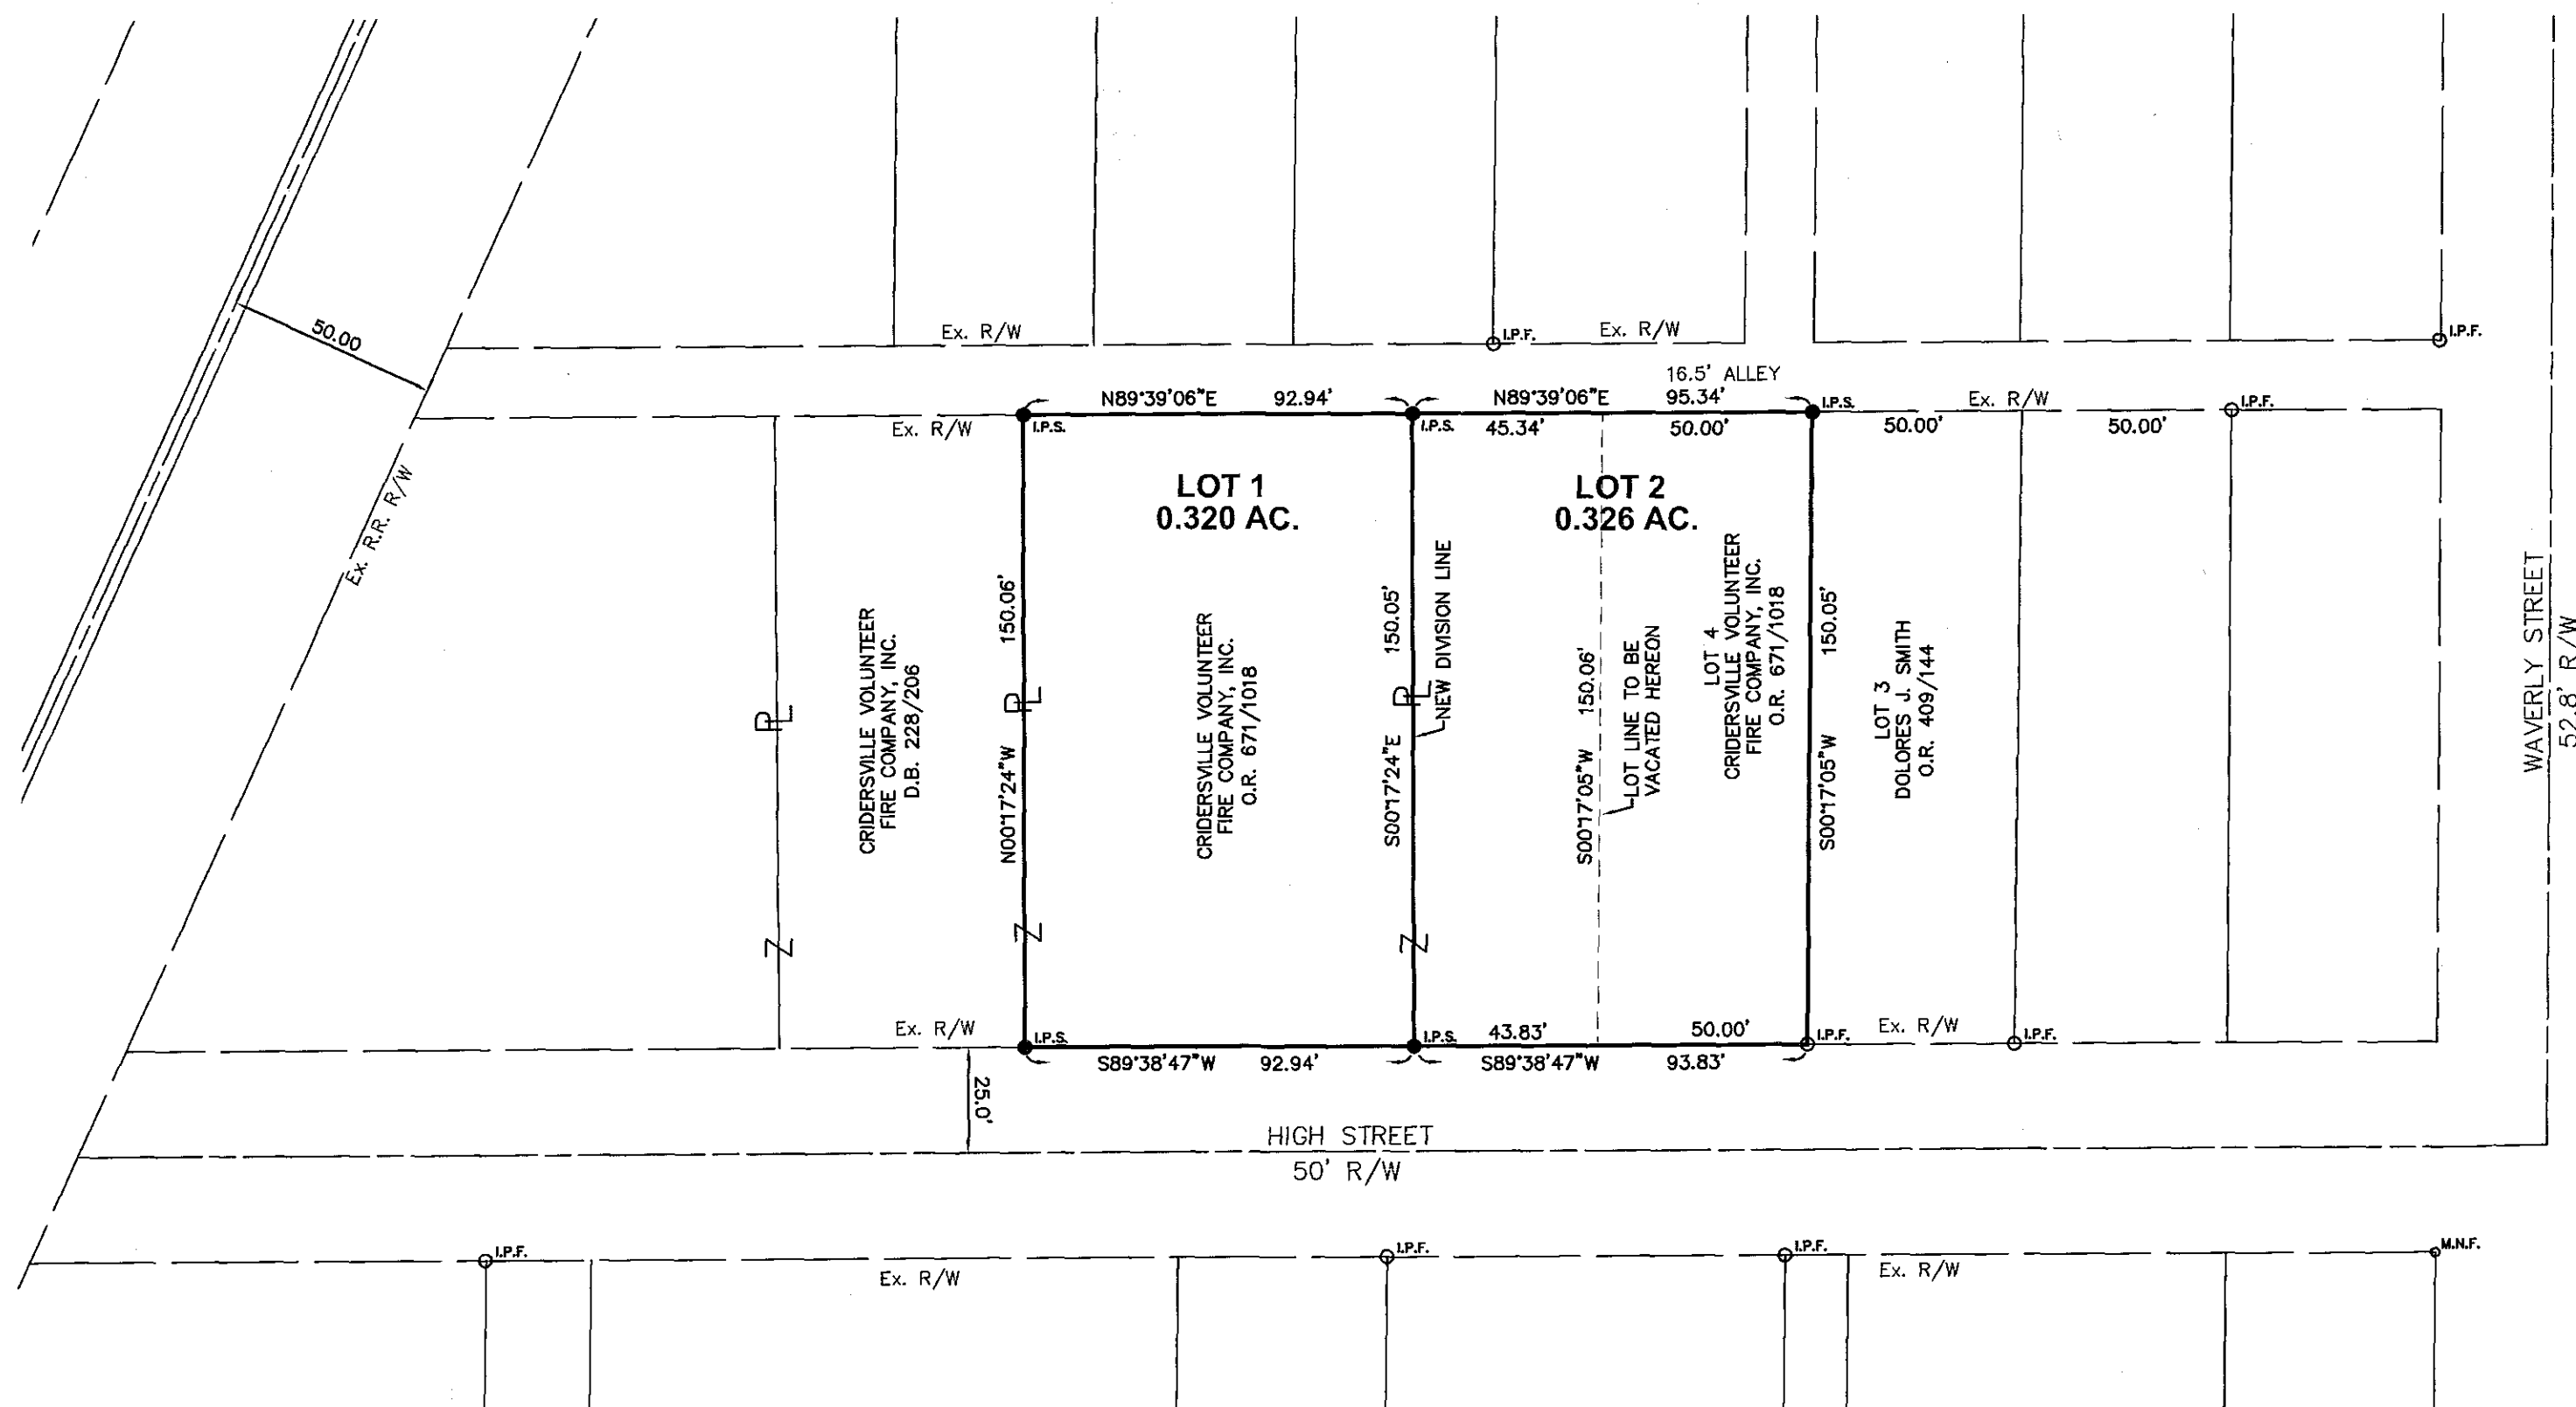 50.00
Ex. R/W
I.P.F.
Ex. R/W
I.P.F.
16.5' ALLEY
N89°39'06"E 92.94'
N89°39'06"E 95.34'
I.P.S.
Ex. R/W
I.P.F.
Ex. R/W
I.P.S.
I.P.S.
45.34'
50.00'
50.00'
50.00'
Ex. R.R. R/W
LOT 1
0.320 AC.
LOT 2
0.326 AC.
CRIDERSVILLE VOLUNTEER
FIRE COMPANY, INC.
D.B. 228/206
N00°17'24"W 150.06'
CRIDERSVILLE VOLUNTEER
FIRE COMPANY, INC.
O.R. 671/1018
S00°17'24"E 150.05'
NEW DIVISION LINE
S00°17'05"W 150.06'
LOT LINE TO BE
VACATED HEREON
LOT 4
CRIDERSVILLE VOLUNTEER
FIRE COMPANY, INC.
O.R. 671/1018
S00°17'05"W 150.05'
LOT 3
DOLORES J. SMITH
O.R. 409/144
WAVERLY STREET
52.8' R/W
PL
PL
PL
Z
Z
Z
Ex. R/W
I.P.S.
I.P.S.
43.83'
50.00'
I.P.F.
Ex. R/W
I.P.F.
S89°38'47"W 92.94'
S89°38'47"W 93.83'
25.0'
HIGH STREET
50' R/W
I.P.F.
Ex. R/W
I.P.F.
I.P.F.
Ex. R/W
M.N.F.